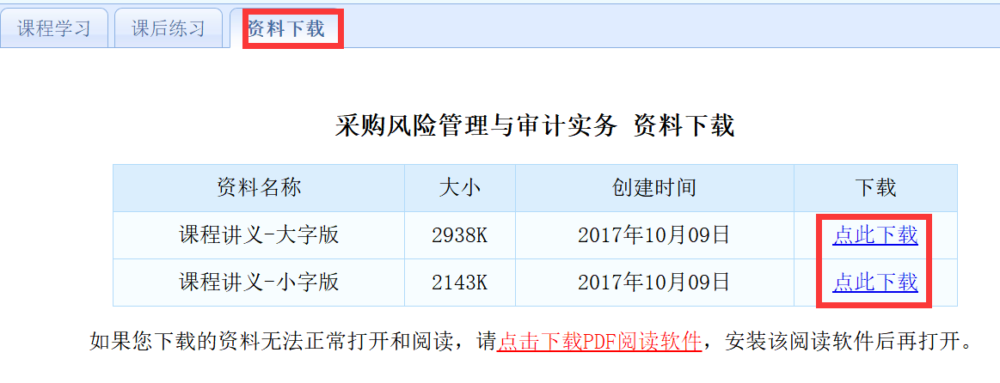 课程学习 课后练习 资料下载
采购风险管理与审计实务 资料下载
资料名称 大小 创建时间 下载
课程讲义-大字版 2938K 2017年10月09日 点此下载
课程讲义-小字版 2143K 2017年10月09日 点此下载
如果您下载的资料无法正常打开和阅读，请点击下载PDF阅读软件，安装该阅读软件后再打开。